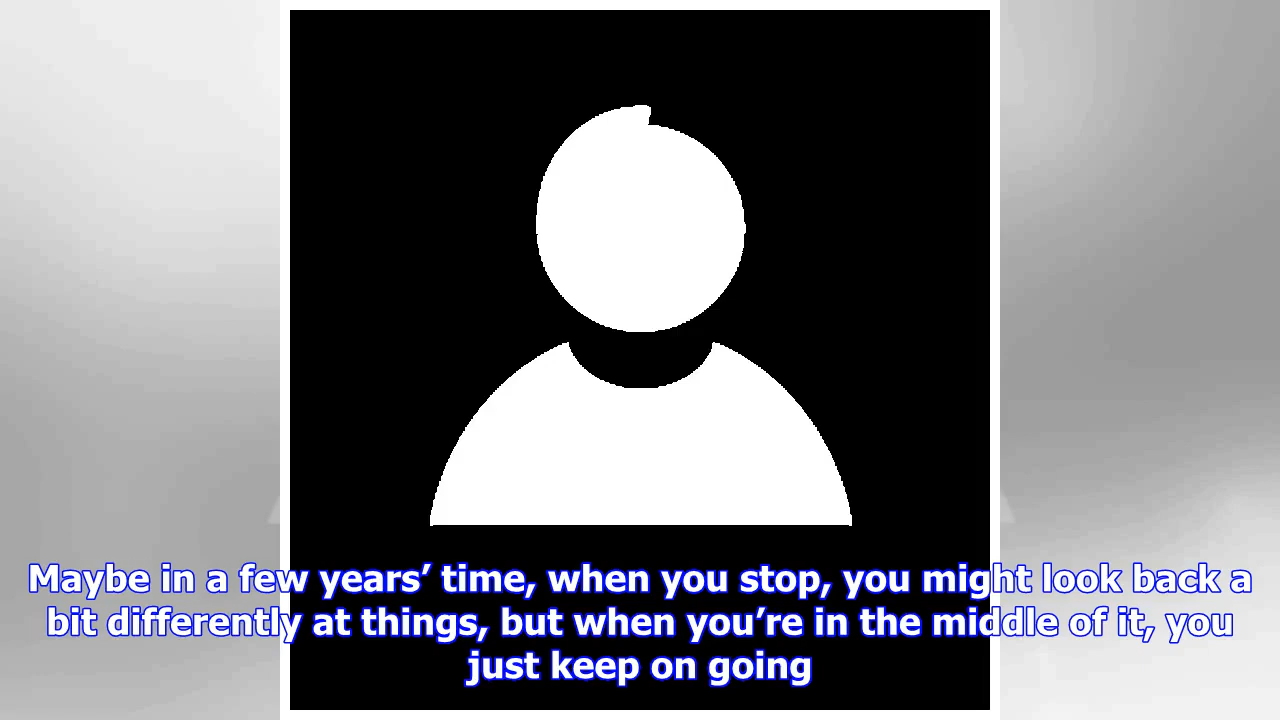 Maybe in a few years’ time, when you stop, you might look back a
bit differently at things, but when you’re in the middle of it, you
just keep on going